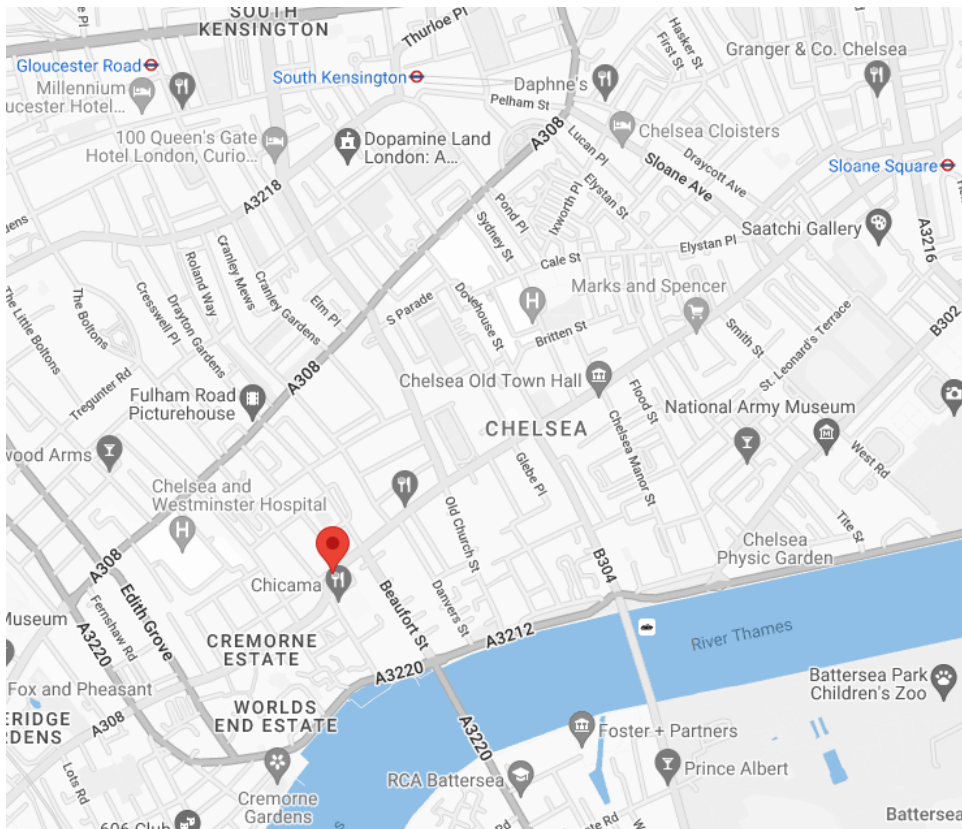 SOUTH
KENSINGTON
Thurloe Pl
Hasker St
First St
Granger & Co. Chelsea
Gloucester Road
South Kensington
Daphne's
Millennium
ucester Hotel...
Pelham St
100 Queen's Gate
Hotel London, Curio...
Dopamine Land
London: A...
A308
Lucan Pl
Chelsea Cloisters
Sloane Ave
Draycott Ave
Sloane Square
A3218
Pond Pl
Sydney St
Ixworth Pl
Elystan St
Elystan Pl
Saatchi Gallery
A3216
Cale St
Roland Way
Cranley Mews
Cranley Gardens
Elm Pl
The Little Boltons
The Boltons
Cresswell Pl
Drayton Gardens
S Parade
Dovehouse St
Marks and Spencer
Britten St
Smith St
St. Leonard's Terrace
B302
Tregunter Rd
A308
Fulham Road
Picturehouse
Chelsea Old Town Hall
Flood St
National Army Museum
CHELSEA
Chelsea Manor St
wood Arms
Glebe Pl
West Rd
Chelsea and
Westminster Hospital
Old Church St
Tite St
Chelsea
Physic Garden
A308
Chicama
Beaufort St
Danvers St
B304
Edith Grove
Fernshaw Rd
Museum
A3220
CREMORNE
ESTATE
A3212
River Thames
A3220
Fox and Pheasant
Battersea Park
Children's Zoo
A308
WORLDS
END ESTATE
ERIDGE
RDENS
A3220
Foster + Partners
Lots Rd
RCA Battersea
Prince Albert
Cremorne
Gardens
606 Club
Battersea